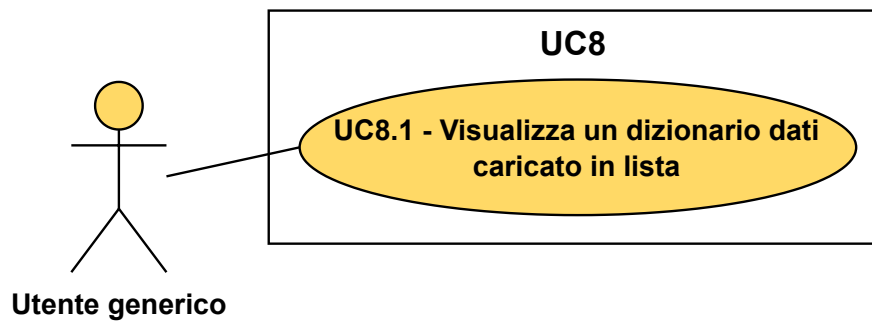 UC8
UC8.1 - Visualizza un dizionario dati
caricato in lista
Utente generico